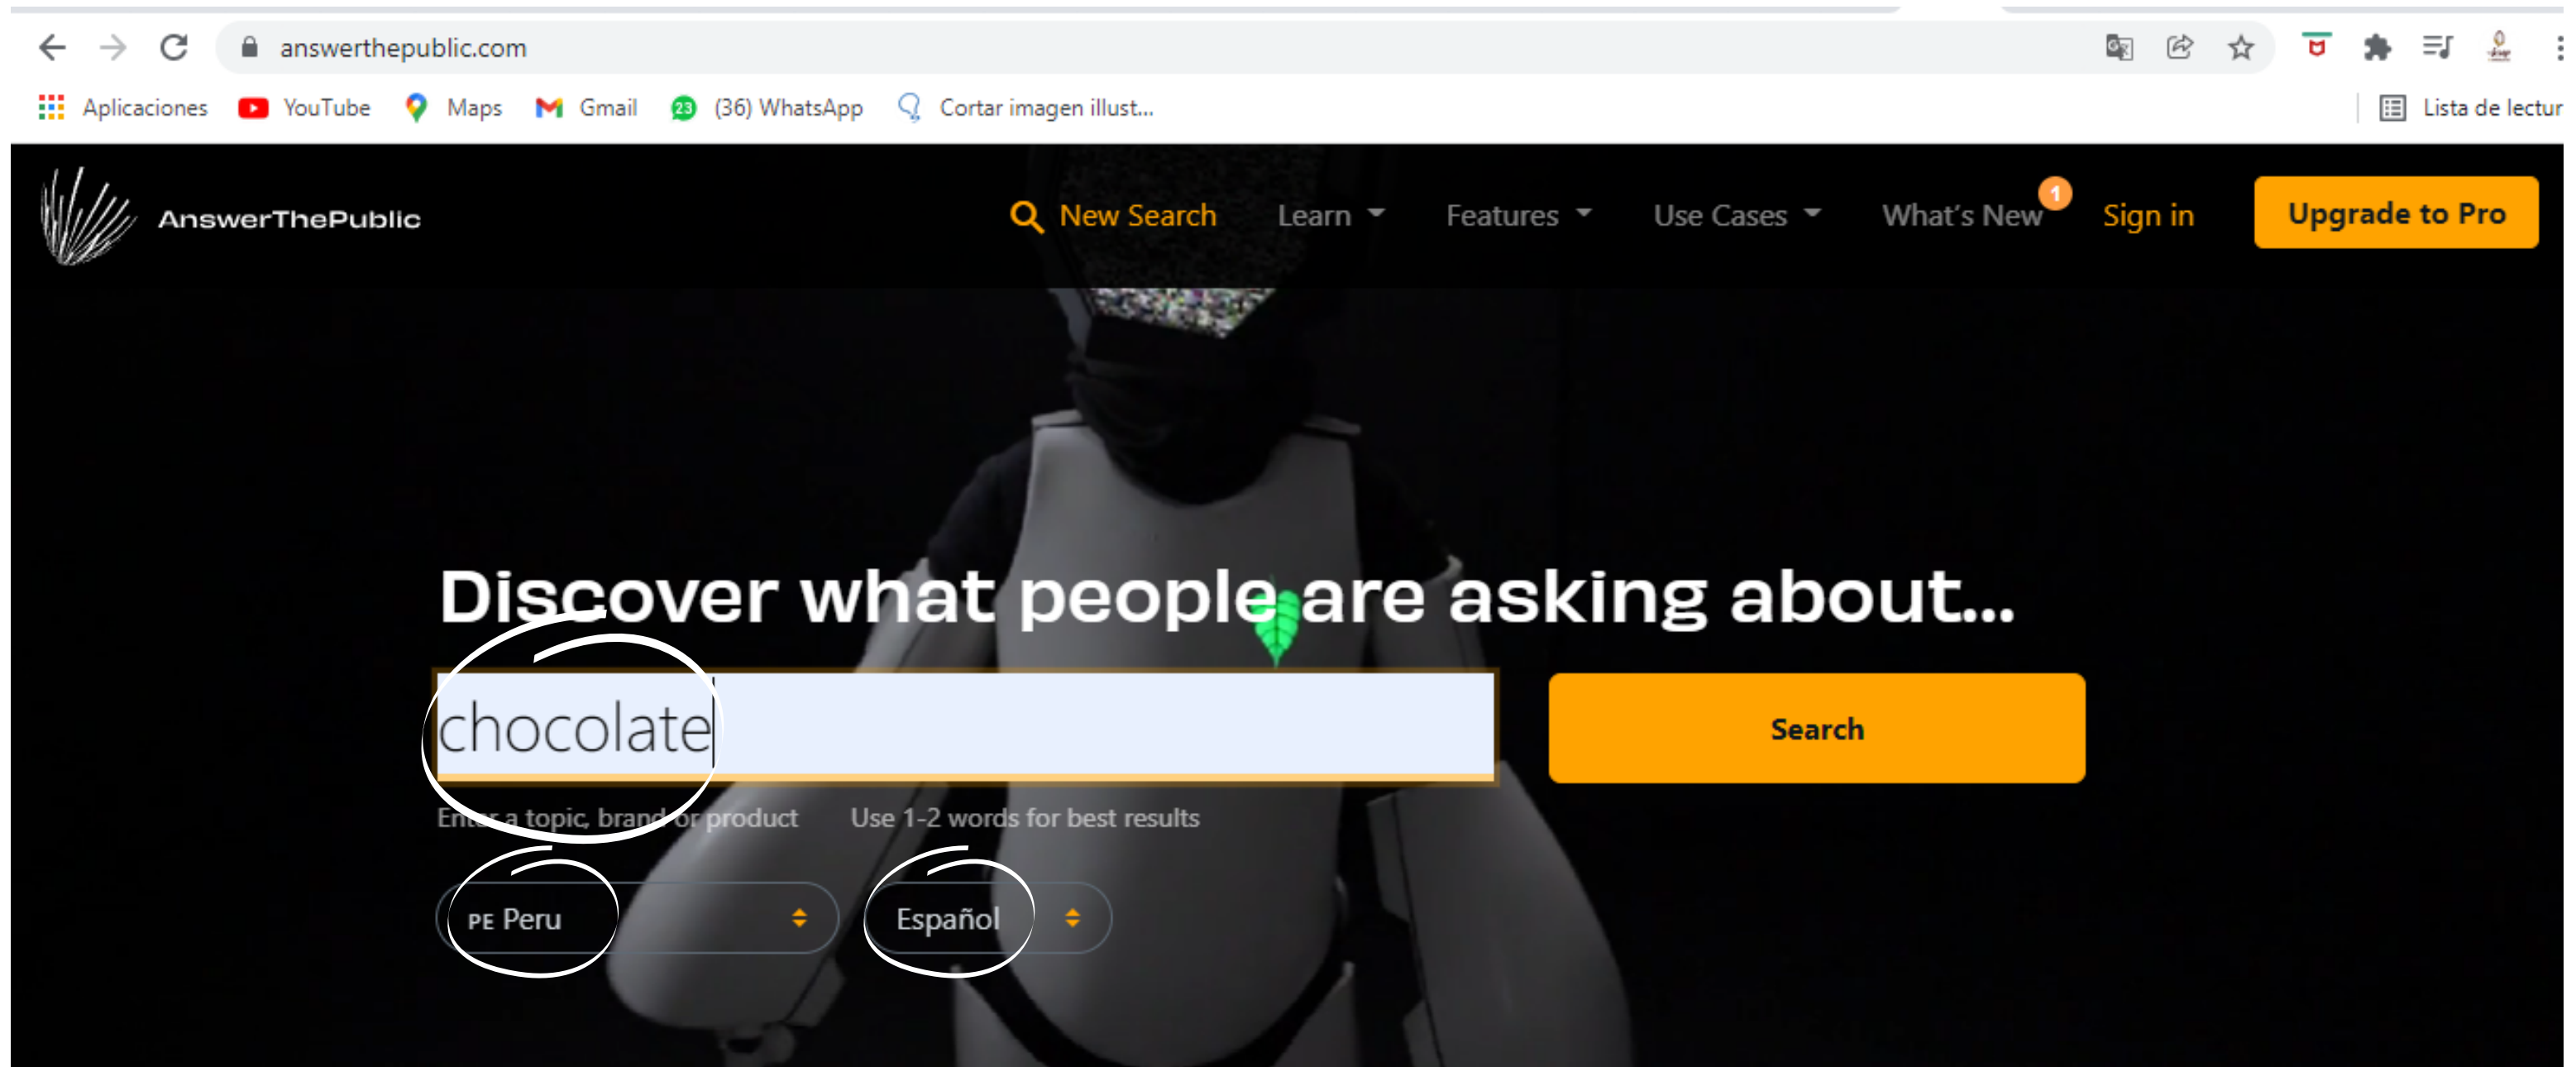 answerthepublic.com
Aplicaciones YouTube Maps Gmail 23 (36) WhatsApp Cortar imagen illust... Lista de lectur
AnswerThePublic New Search Learn Features Use Cases What's New 1 Sign in Upgrade to Pro
Discover what people are asking about...
chocolate Search
Enter a topic, brand or product Use 1-2 words for best results
PE Peru Español